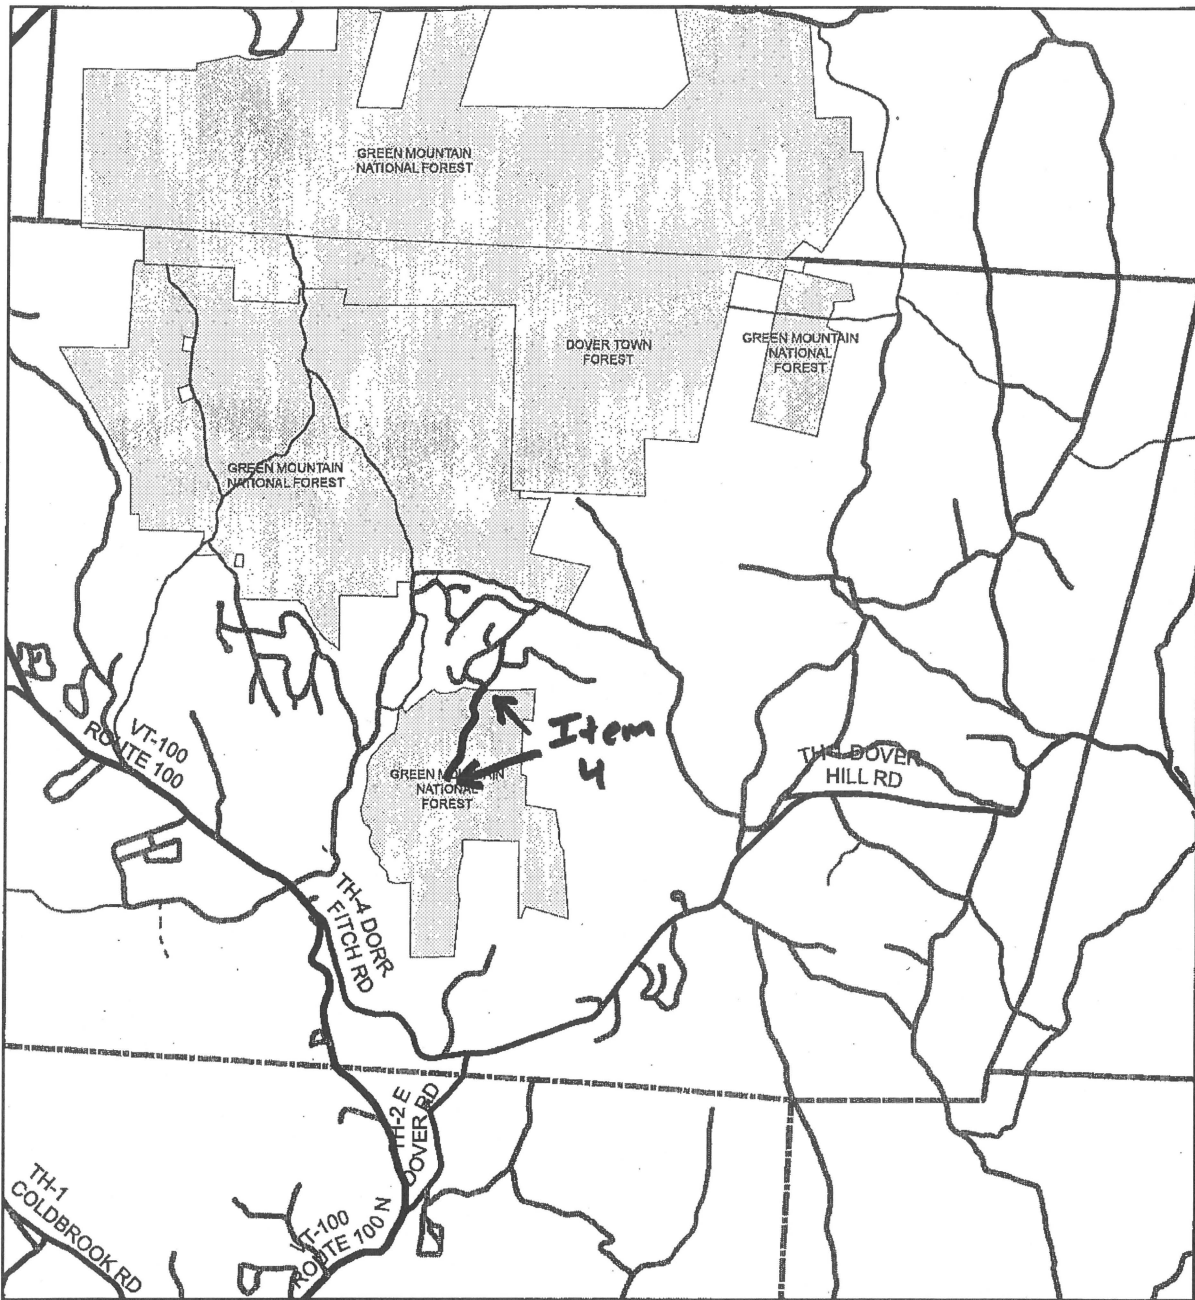 GREEN MOUNTAIN
NATIONAL FOREST
DOVER TOWN
FOREST
GREEN MOUNTAIN
NATIONAL
FOREST
GREEN MOUNTAIN
NATIONAL FOREST
VT-100
ROUTE 100
Item
4
GREEN MOUNTAIN
NATIONAL
FOREST
TH-1 DOVER
HILL RD
TH-4 DORR
FITCH RD
TH-2 E
DOVER RD
TH-1
COLDBROOK RD
VT-100
ROUTE 100 N